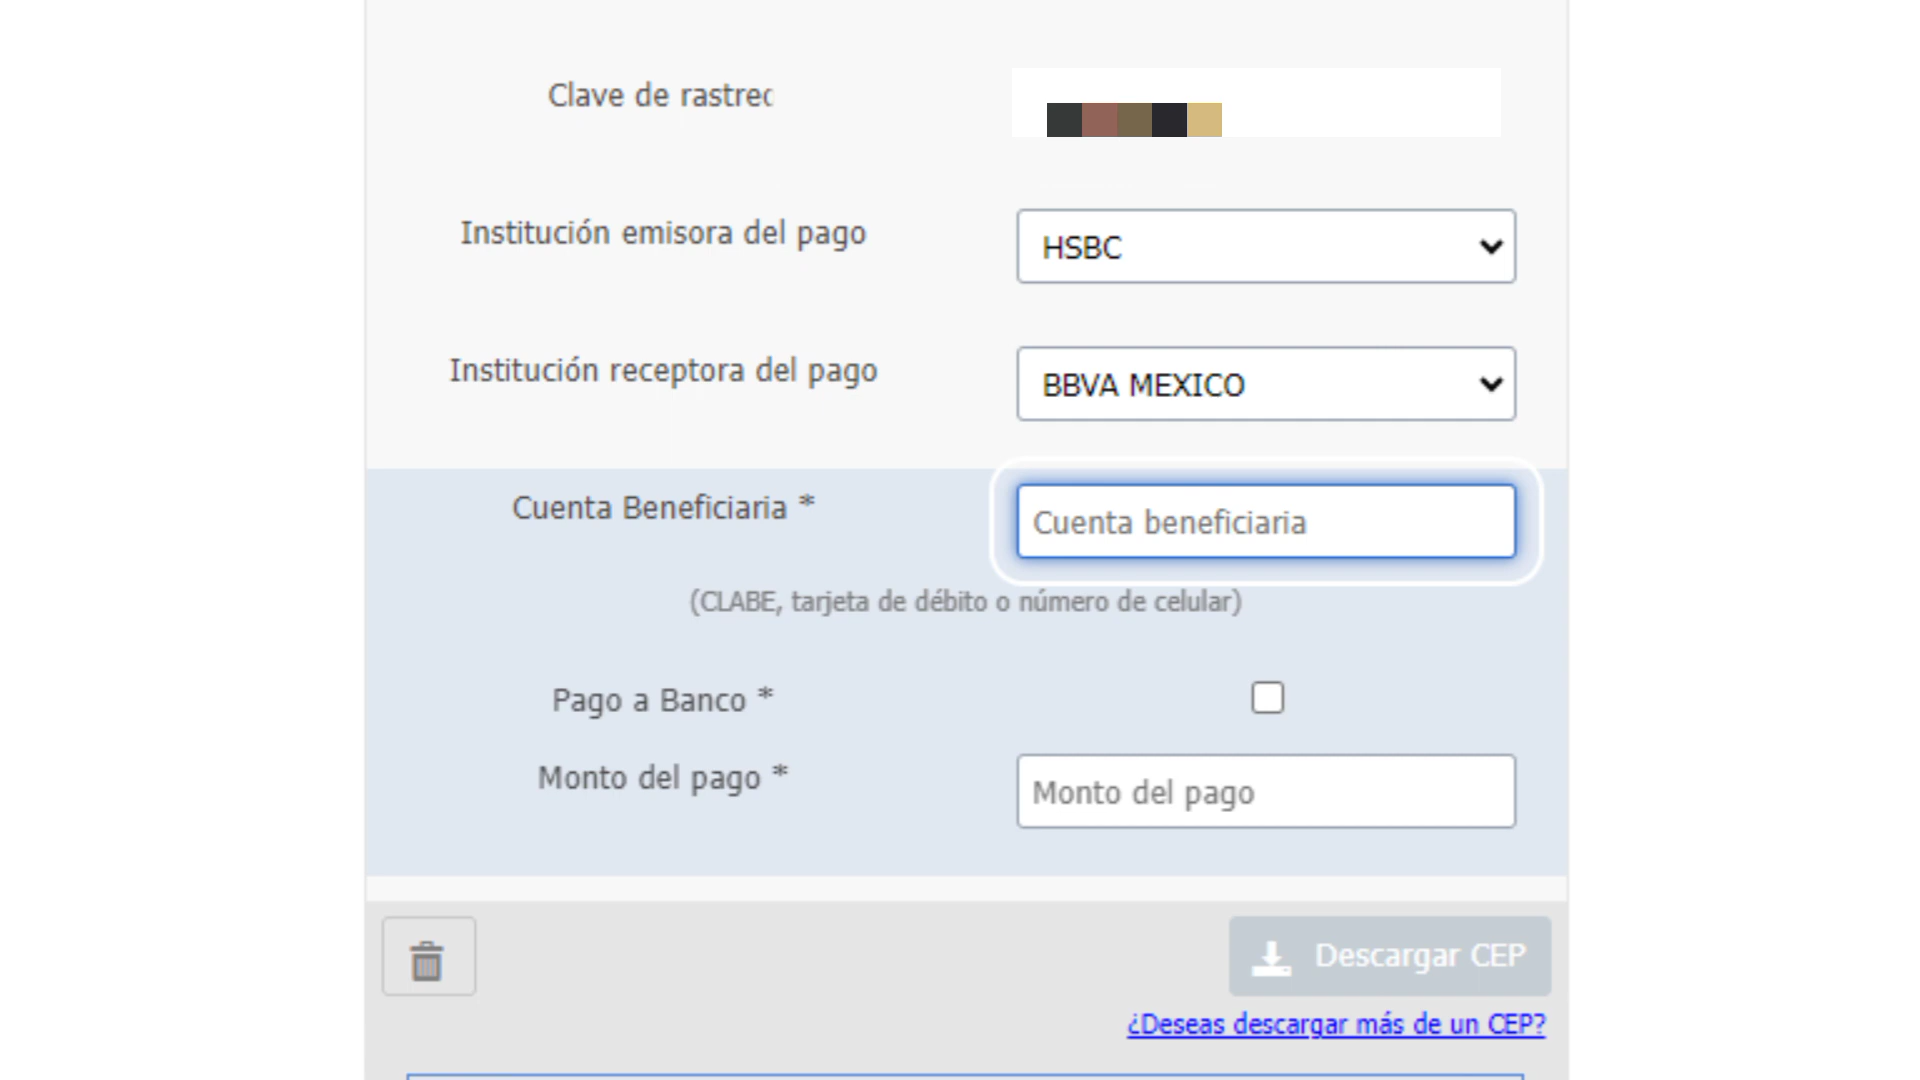 Clave de rastreo
Institución emisora del pago
HSBC
Institución receptora del pago
BBVA MEXICO
Cuenta Beneficiaria *
Cuenta beneficiaria
(CLABE, tarjeta de débito o número de celular)
Pago a Banco *
Monto del pago *
Monto del pago
Descargar CEP
¿Deseas descargar más de un CEP?